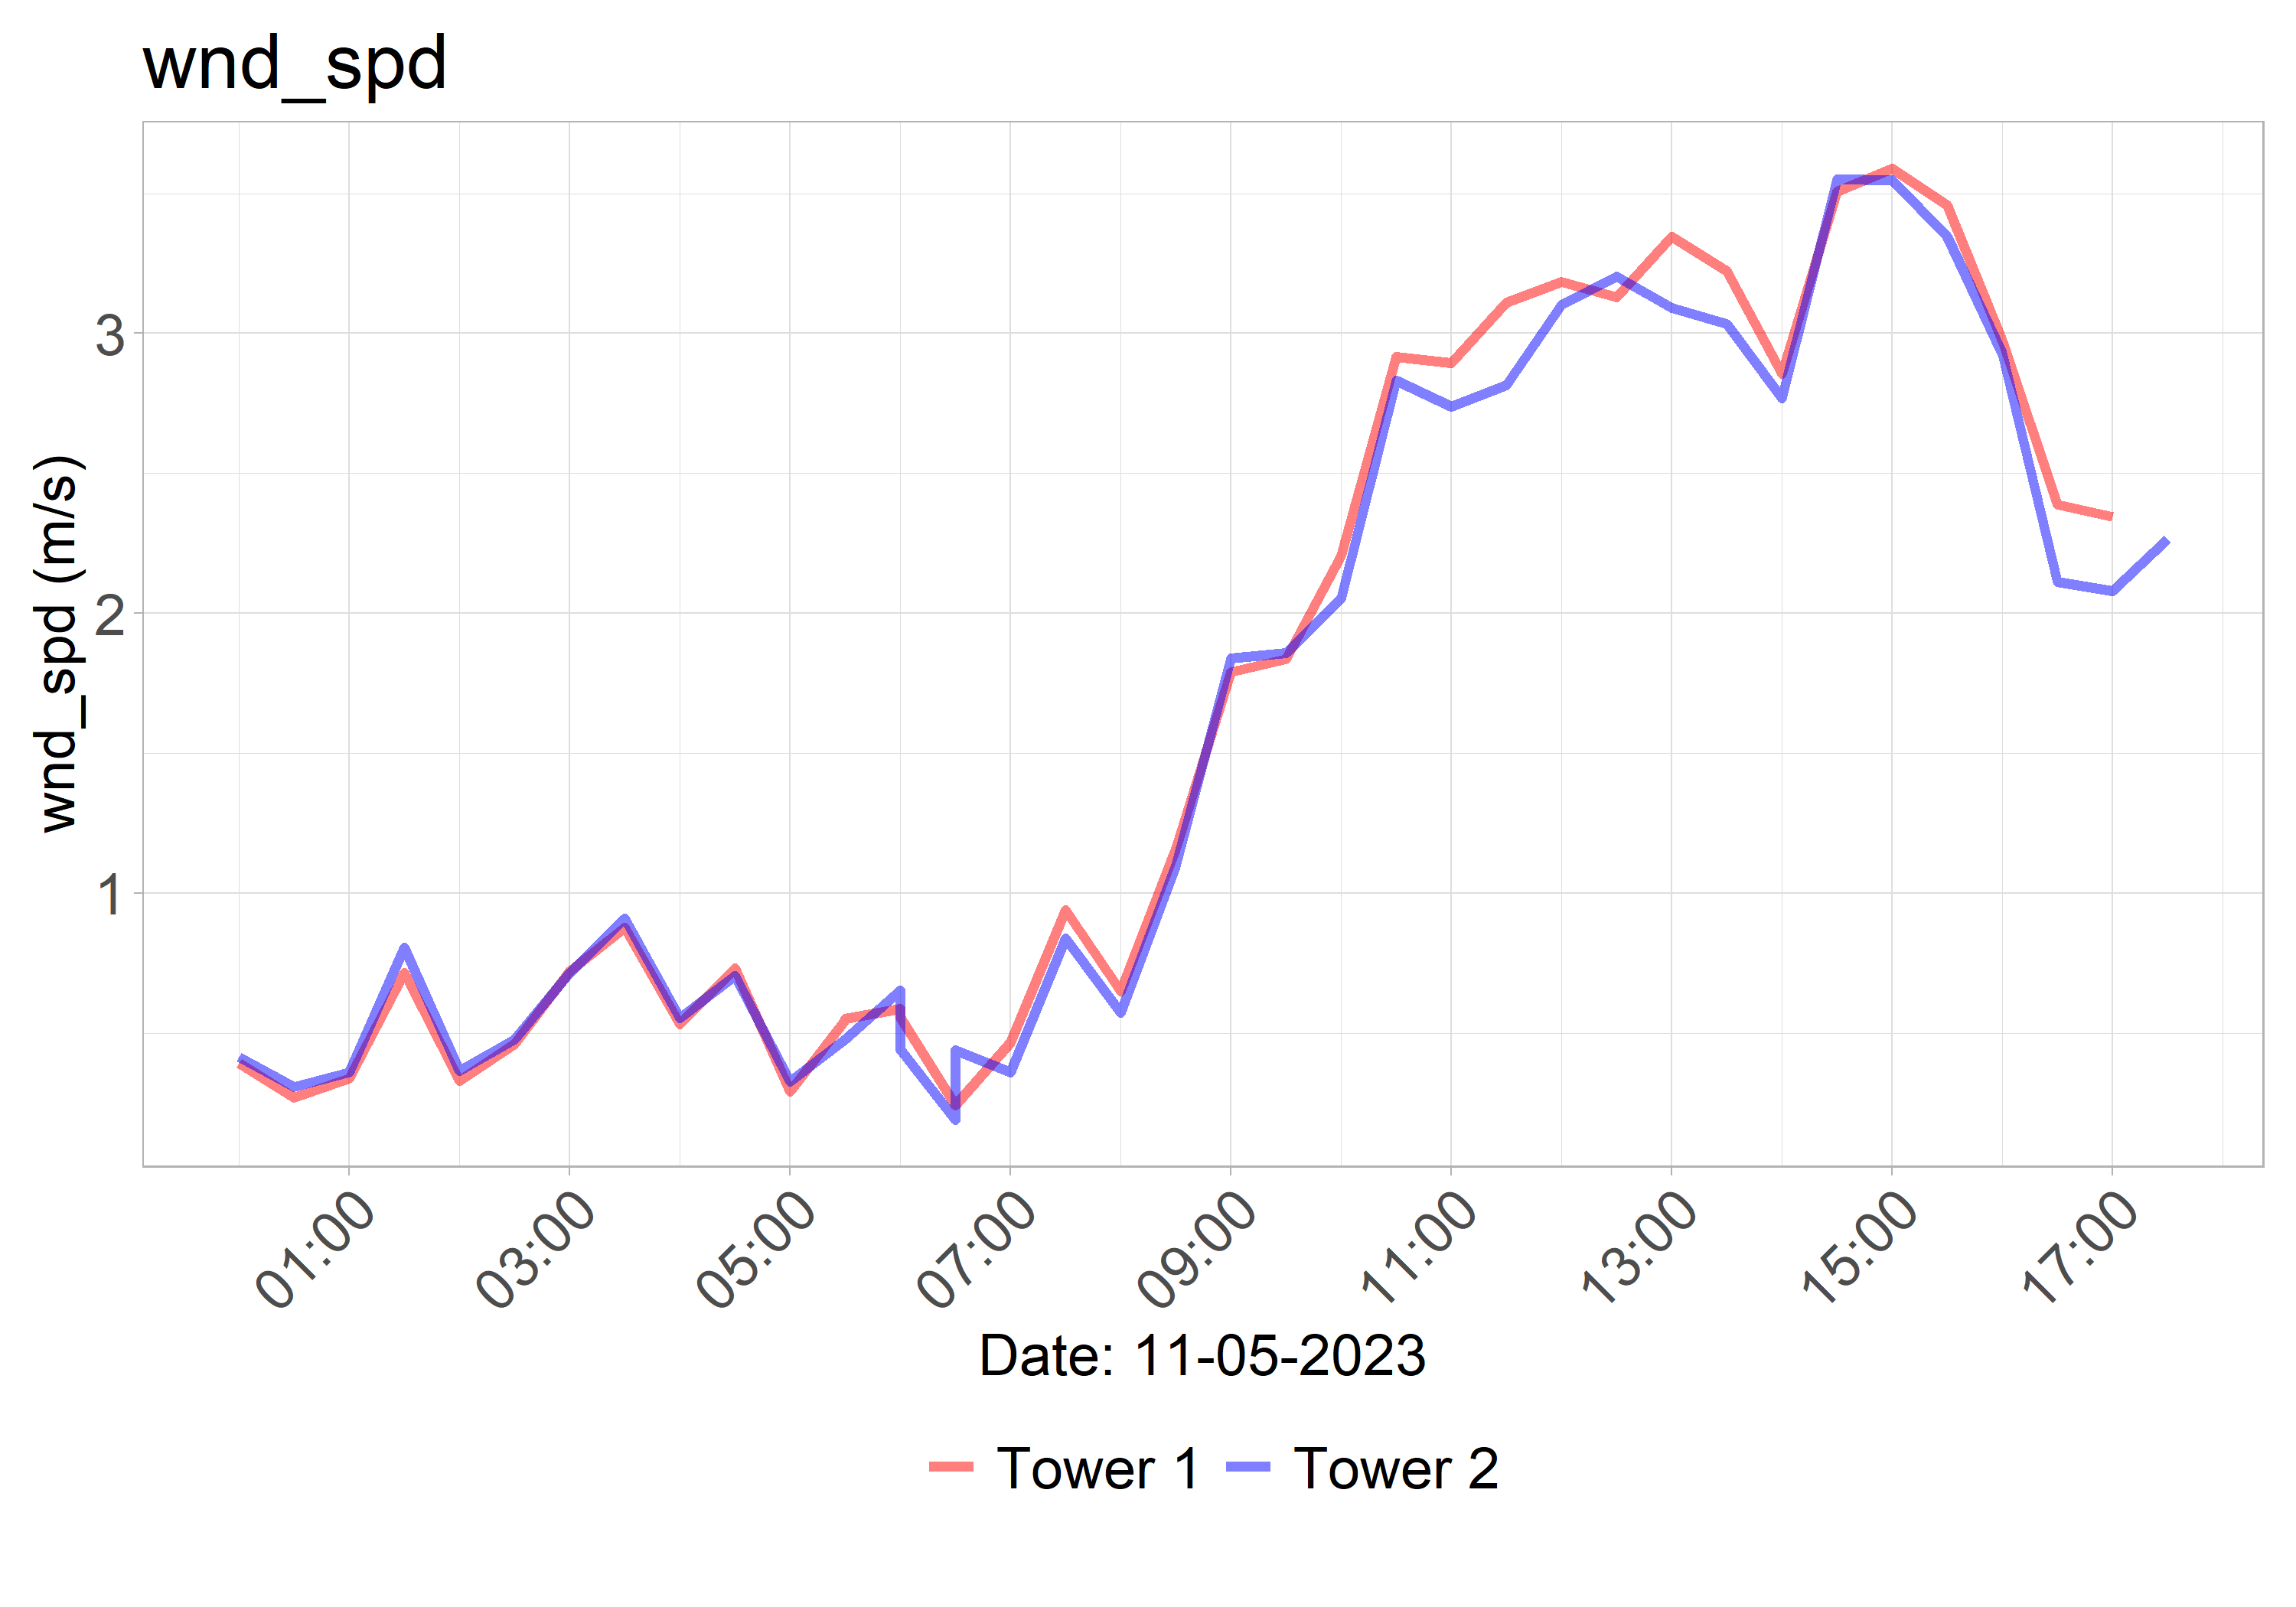 wnd_spd
wnd_spd (m/s)
3
2
1
01:00 03:00 05:00 07:00 09:00 11:00 13:00 15:00 17:00
Date: 11-05-2023
Tower 1 Tower 2